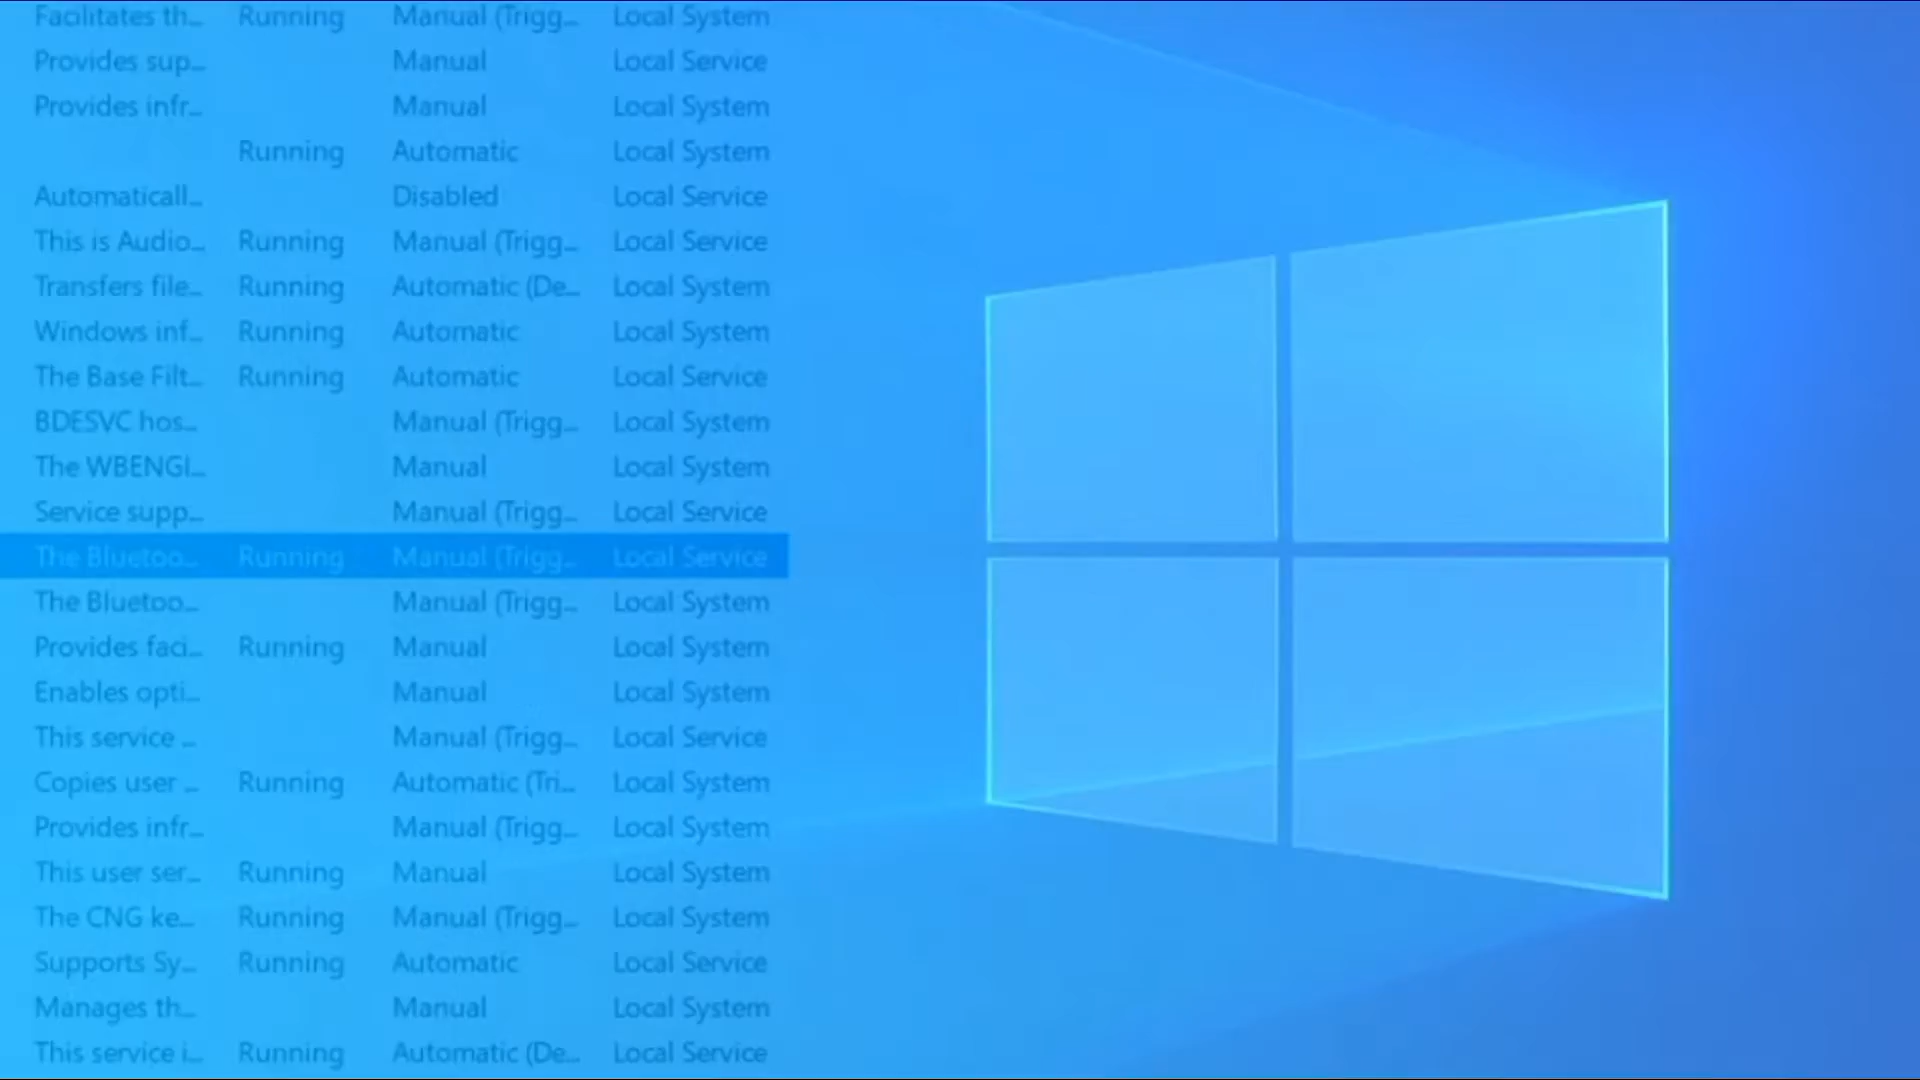 Facilitates th... Running Manual (Trigg... Local System
Provides sup... Manual Local Service
Provides infr... Manual Local System
Running Automatic Local System
Automaticall... Disabled Local Service
This is Audio... Running Manual (Trigg... Local Service
Transfers file... Running Automatic (De... Local System
Windows inf... Running Automatic Local System
The Base Filt... Running Automatic Local Service
BDESVC hos... Manual (Trigg... Local System
The WBENGI... Manual Local System
Service supp... Manual (Trigg... Local Service
The Bluetoo... Running Manual (Trigg... Local Service
The Bluetoo... Manual (Trigg... Local System
Provides faci... Running Manual Local System
Enables opti... Manual Local System
This service ... Manual (Trigg... Local Service
Copies user ... Running Automatic (Tri... Local System
Provides infr... Manual (Trigg... Local System
This user ser... Running Manual Local System
The CNG ke... Running Manual (Trigg... Local System
Supports Sy... Running Automatic Local Service
Manages th... Manual Local System
This service i... Running Automatic (De... Local Service